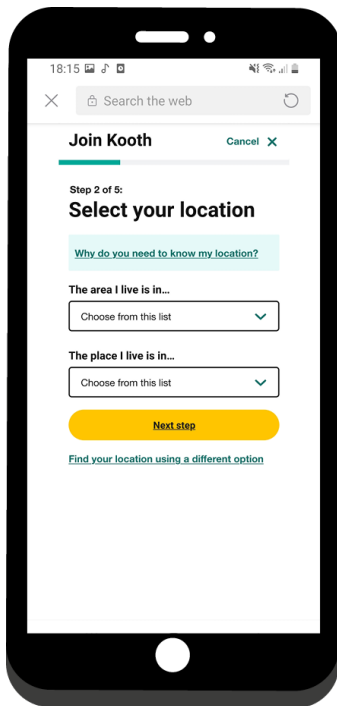 18:15
Search the web
Join Kooth
Cancel X
Step 2 of 5:
Select your location
Why do you need to know my location?
The area I live is in...
Choose from this list
The place I live is in...
Choose from this list
Next step
Find your location using a different option